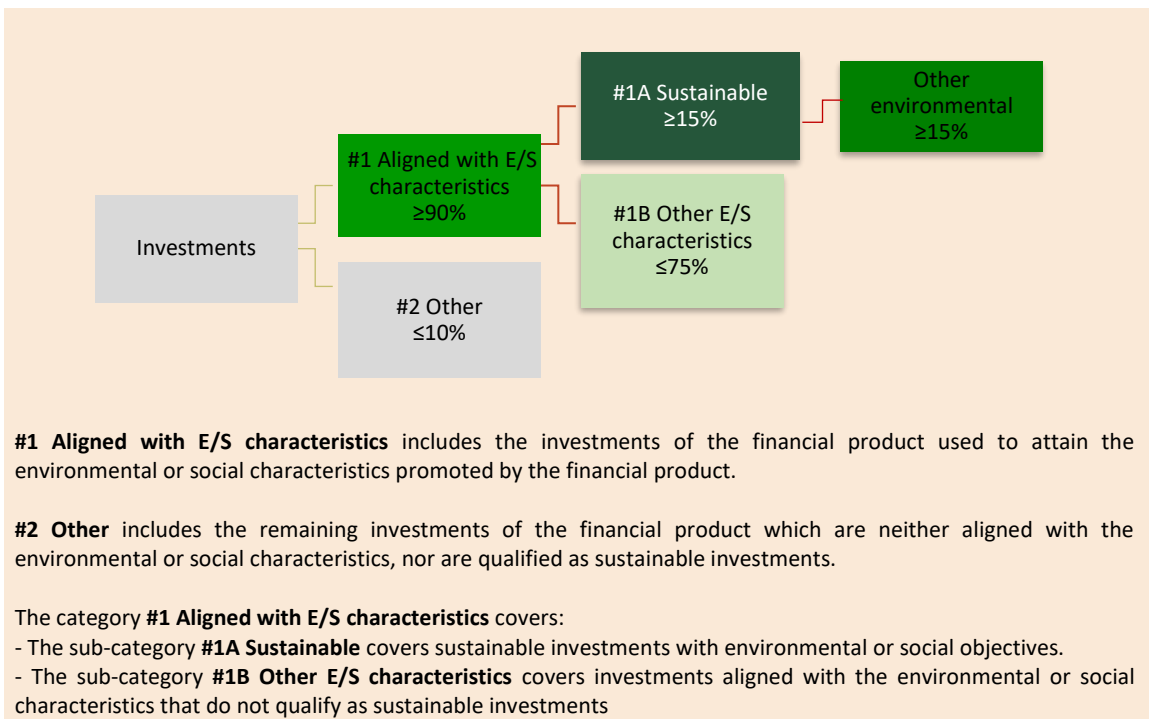 #1A Sustainable
≥15%
Other
environmental
≥15%
#1 Aligned with E/S
characteristics
≥90%
#1B Other E/S
characteristics
≤75%
Investments
#2 Other
≤10%
#1 Aligned with E/S characteristics includes the investments of the financial product used to attain the
environmental or social characteristics promoted by the financial product.
#2 Other includes the remaining investments of the financial product which are neither aligned with the
environmental or social characteristics, nor are qualified as sustainable investments.
The category #1 Aligned with E/S characteristics covers:
- The sub-category #1A Sustainable covers sustainable investments with environmental or social objectives.
- The sub-category #1B Other E/S characteristics covers investments aligned with the environmental or social
characteristics that do not qualify as sustainable investments